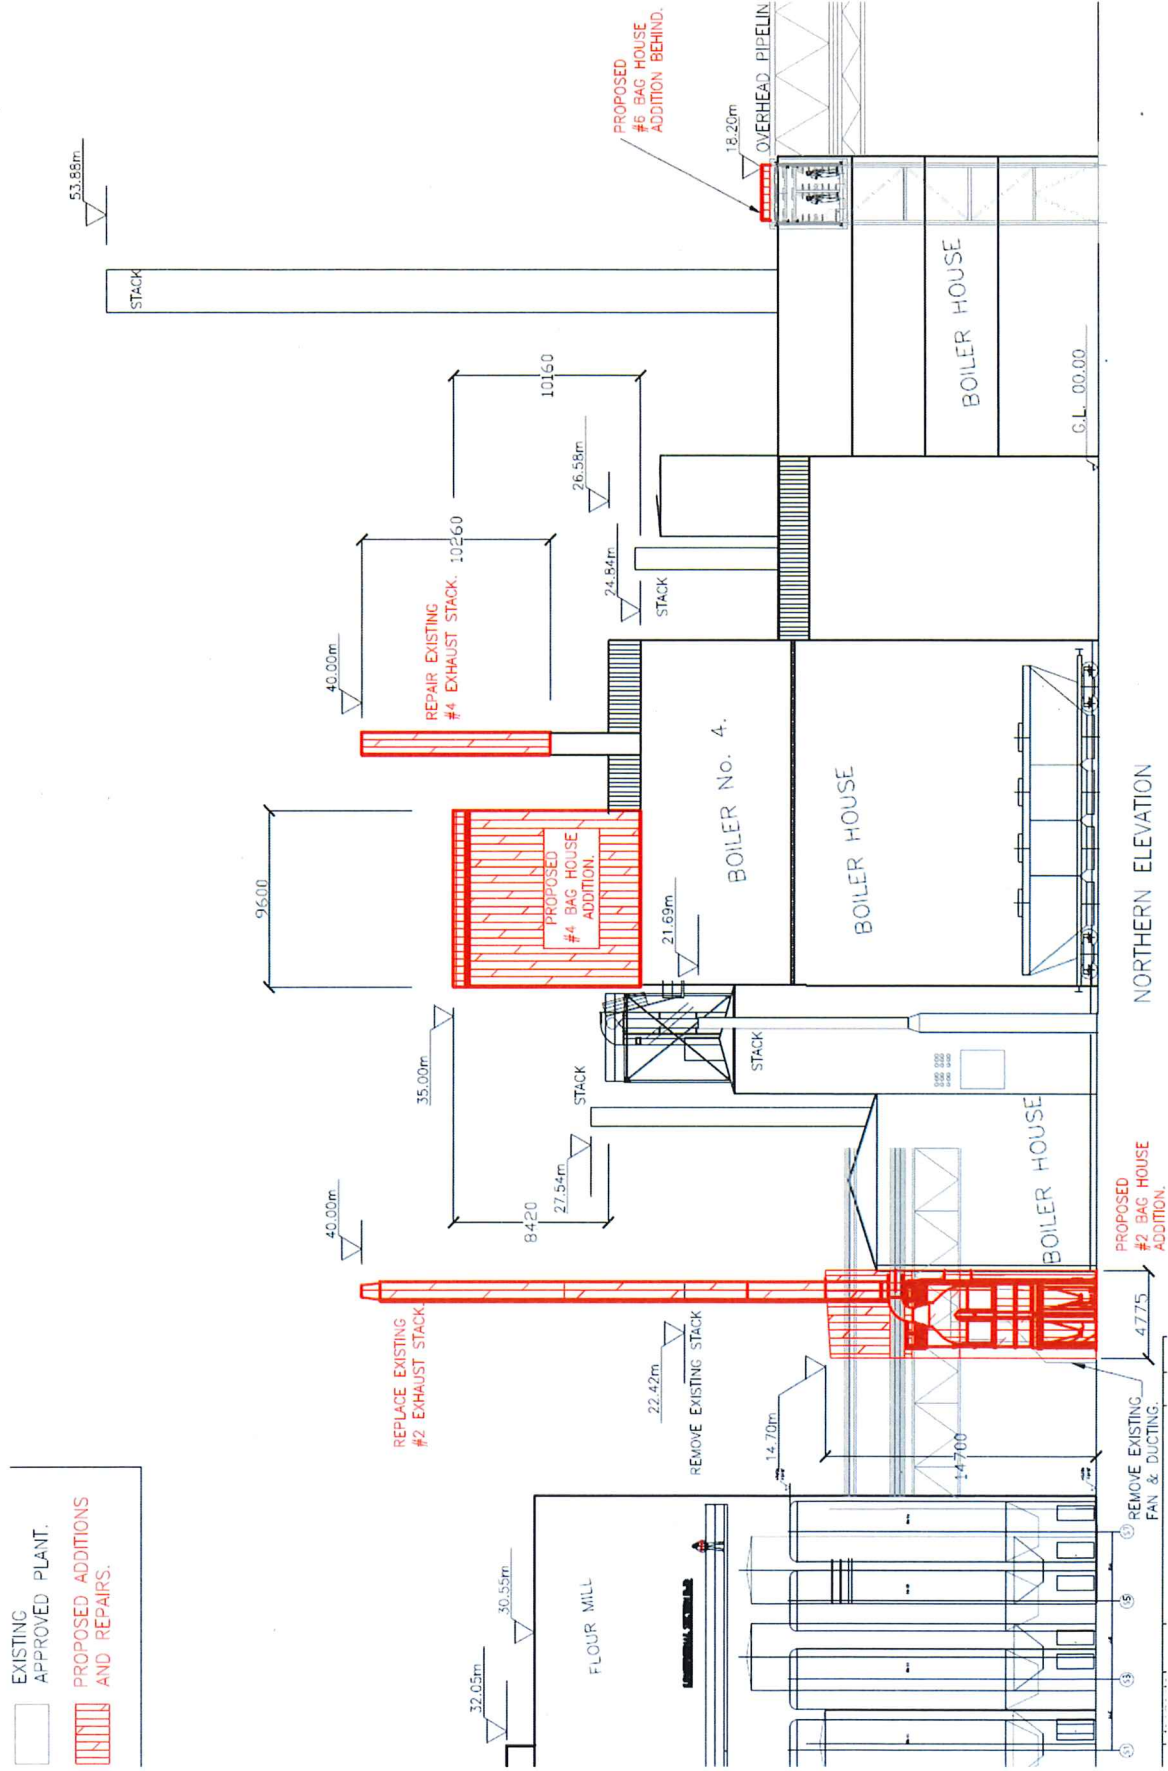 EXISTING
APPROVED PLANT.
PROPOSED ADDITIONS
AND REPAIRS.
32.05m
30.55m
FLOUR MILL
REPLACE EXISTING
#2 EXHAUST STACK.
40.00m
22.42m
REMOVE EXISTING STACK
14.70m
14700
REMOVE EXISTING
FAN & DUCTING.
4775
PROPOSED
#2 BAG HOUSE
ADDITION.
BOILER HOUSE
8420
27.54m
STACK
35.00m
STACK
9600
PROPOSED
#4 BAG HOUSE
ADDITION.
21.69m
BOILER No. 4.
BOILER HOUSE
40.00m
REPAIR EXISTING
#4 EXHAUST STACK.
10260
24.84m
STACK
26.58m
10160
53.88m
STACK
PROPOSED
#6 BAG HOUSE
ADDITION BEHIND.
18.20m
OVERHEAD PIPELIN
BOILER HOUSE
G.L. 00.00
S1
S3
S5
S7
NORTHERN ELEVATION